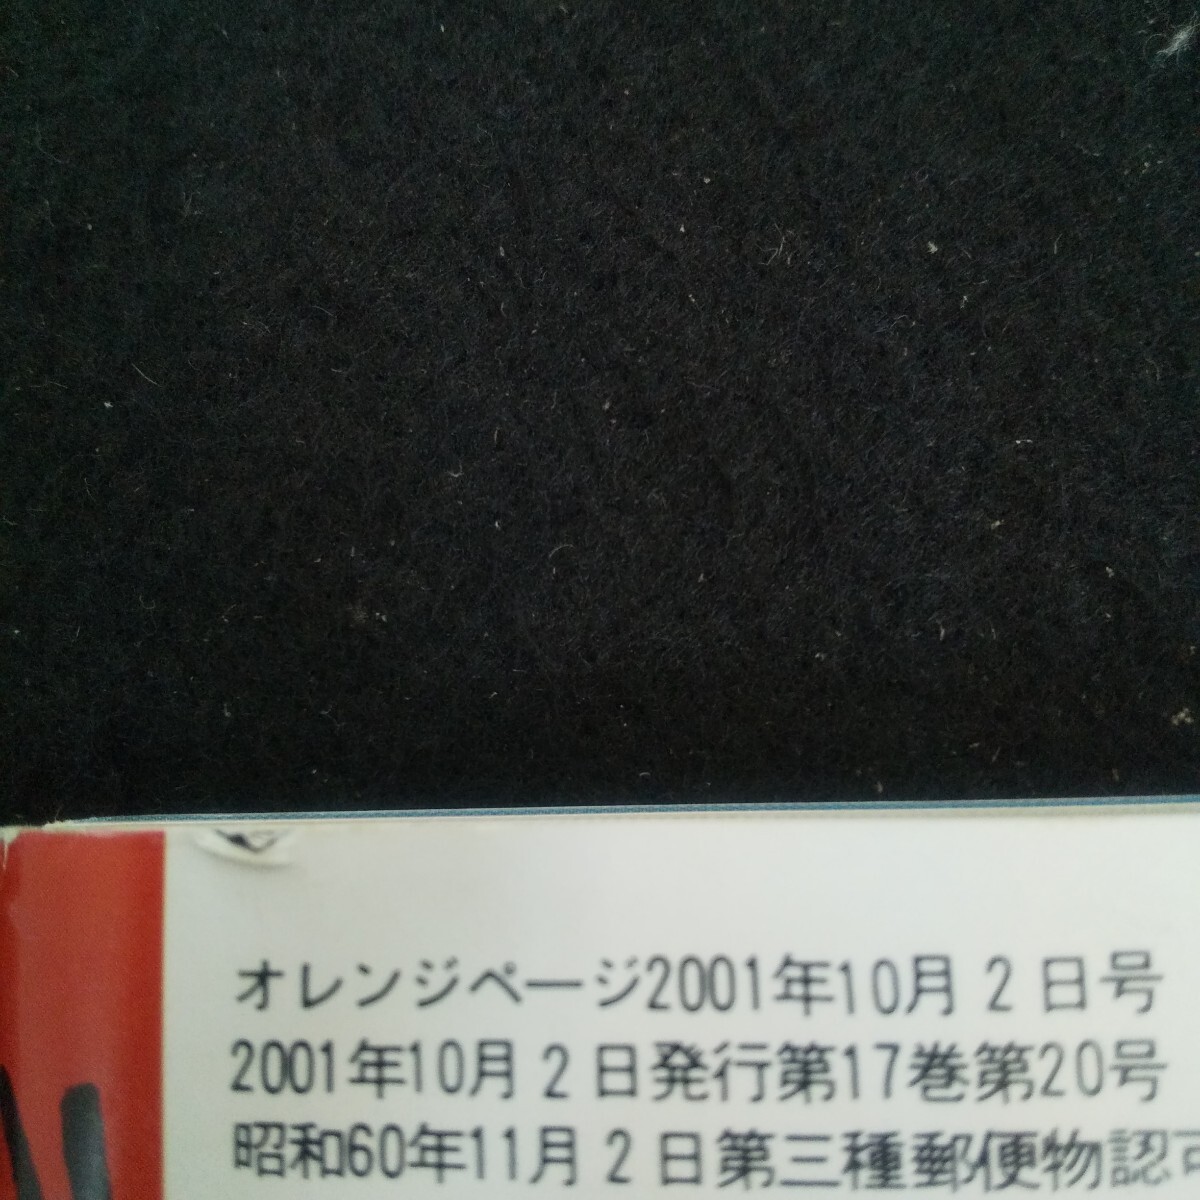 オレンジページ2001年10月2日号
2001年10月2日発行第17巻第20号
昭和60年11月2日第三種郵便物認可